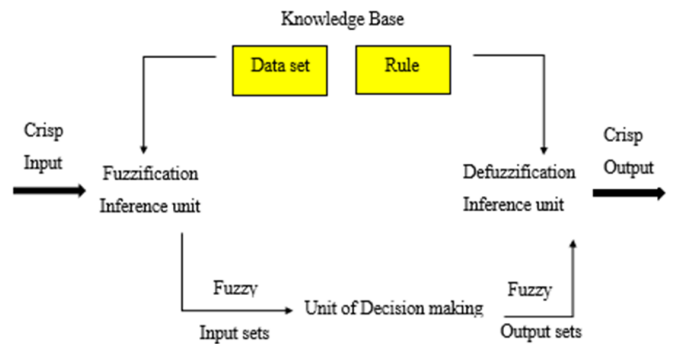 Knowledge Base
Data set
Rule
Crisp
Input
Fuzzification
Inference unit
Defuzzification
Inference unit
Crisp
Output
Fuzzy
Input sets
Unit of Decision making
Fuzzy
Output sets